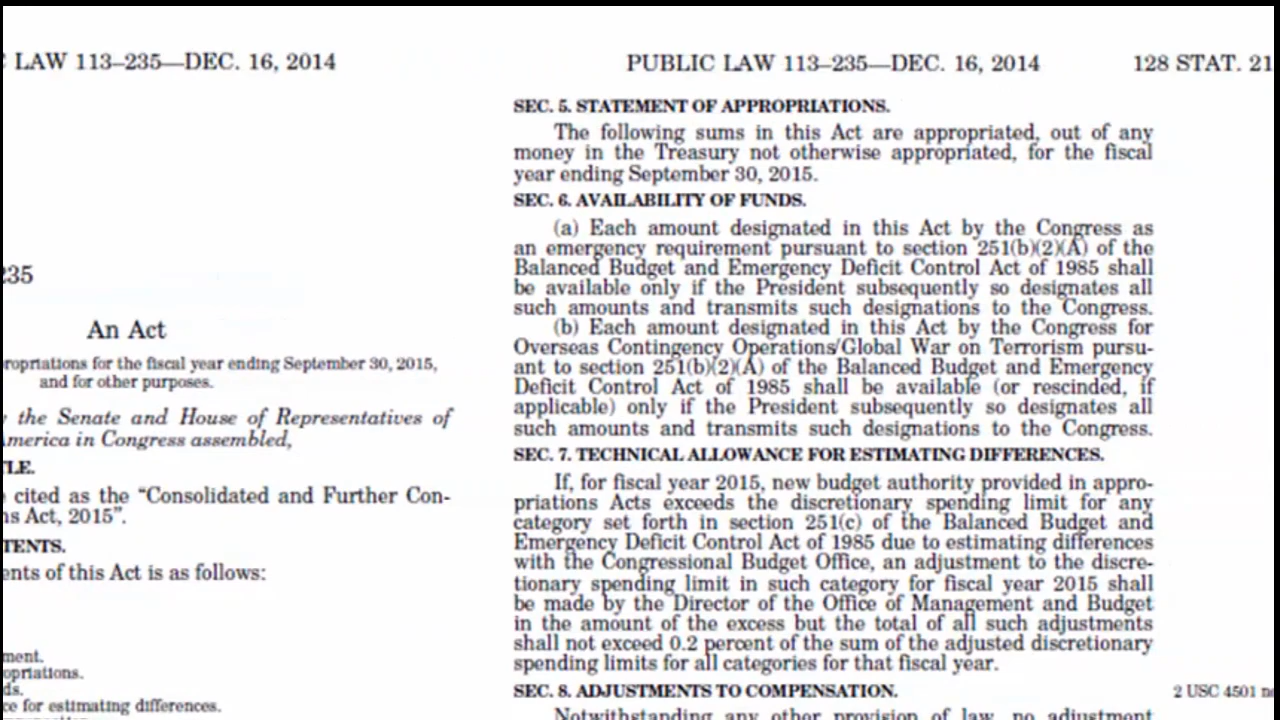 LAW 113–235—DEC. 16, 2014
235
An Act
for the fiscal year ending September 30, 2015,
and for other purposes.
the Senate and House of Representatives of
in Congress assembled,
cited as the “Consolidated and Further Con-
Act, 2015”.
of this Act is as follows:
for estimating differences.
PUBLIC LAW 113–235—DEC. 16, 2014
128 STAT. 21
SEC. 5. STATEMENT OF APPROPRIATIONS.
The following sums in this Act are appropriated, out of any
money in the Treasury not otherwise appropriated, for the fiscal
year ending September 30, 2015.
SEC. 6. AVAILABILITY OF FUNDS.
(a) Each amount designated in this Act by the Congress as
an emergency requirement pursuant to section 251(b)(2)(A) of the
Balanced Budget and Emergency Deficit Control Act of 1985 shall
be available only if the President subsequently so designates all
such amounts and transmits such designations to the Congress.
(b) Each amount designated in this Act by the Congress for
Overseas Contingency Operations/Global War on Terrorism pursu-
ant to section 251(b)(2)(A) of the Balanced Budget and Emergency
Deficit Control Act of 1985 shall be available (or rescinded, if
applicable) only if the President subsequently so designates all
such amounts and transmits such designations to the Congress.
SEC. 7. TECHNICAL ALLOWANCE FOR ESTIMATING DIFFERENCES.
If, for fiscal year 2015, new budget authority provided in appro-
priations Acts exceeds the discretionary spending limit for any
category set forth in section 251(c) of the Balanced Budget and
Emergency Deficit Control Act of 1985 due to estimating differences
with the Congressional Budget Office, an adjustment to the discre-
tionary spending limit in such category for fiscal year 2015 shall
be made by the Director of the Office of Management and Budget
in the amount of the excess but the total of all such adjustments
shall not exceed 0.2 percent of the sum of the adjusted discretionary
spending limits for all categories for that fiscal year.
SEC. 8. ADJUSTMENTS TO COMPENSATION.
2 USC 4501
Notwithstanding any other provision of law, no adjustment